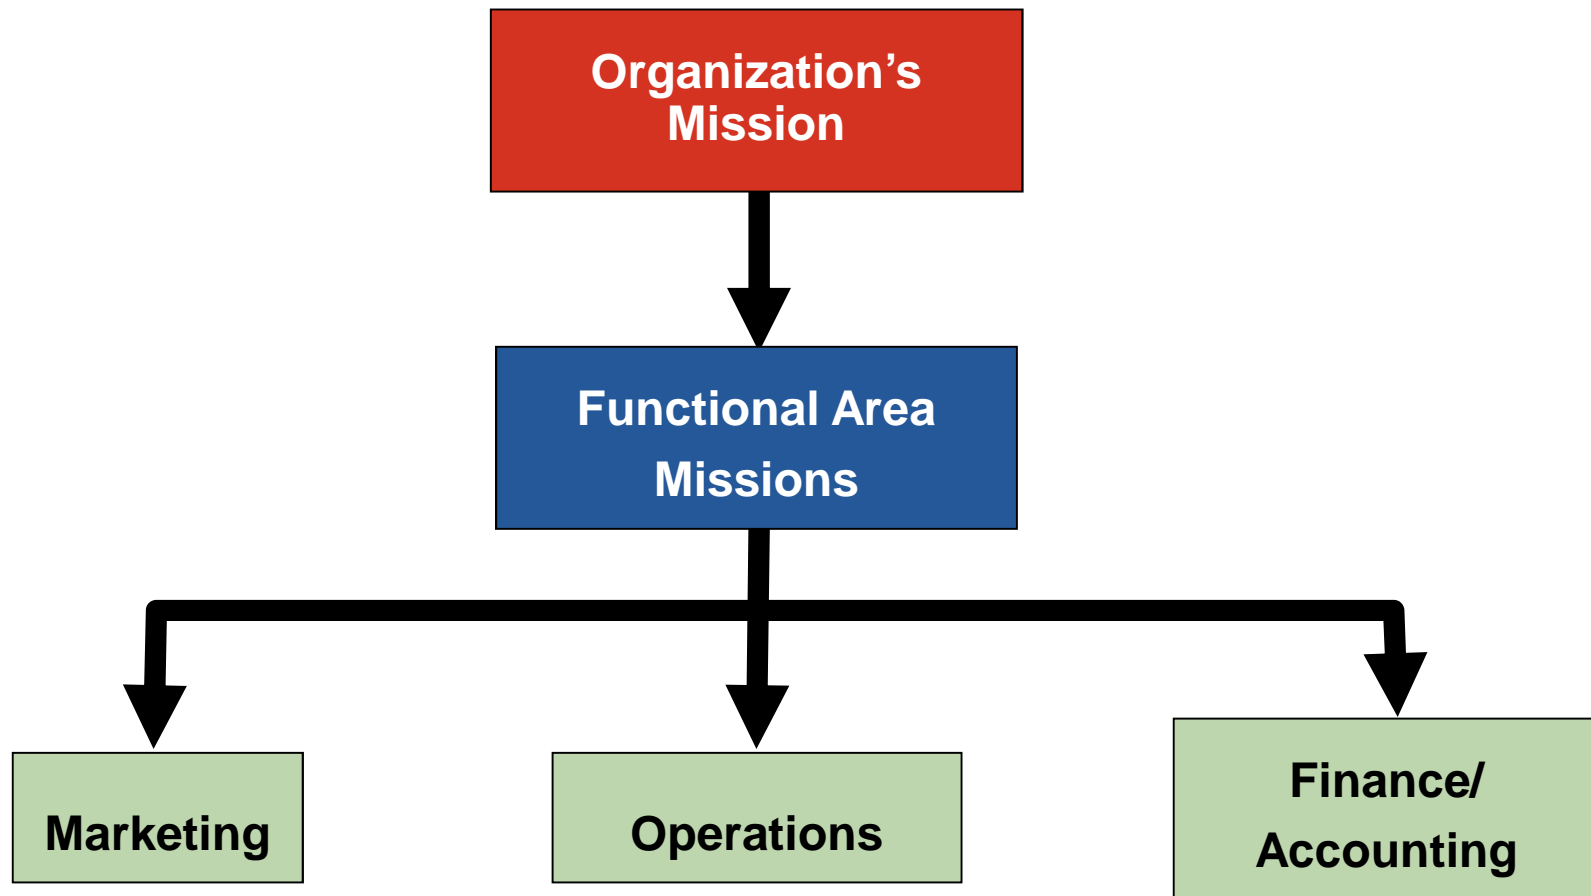 Organization’s
Mission
Functional Area
Missions
Marketing
Operations
Finance/
Accounting